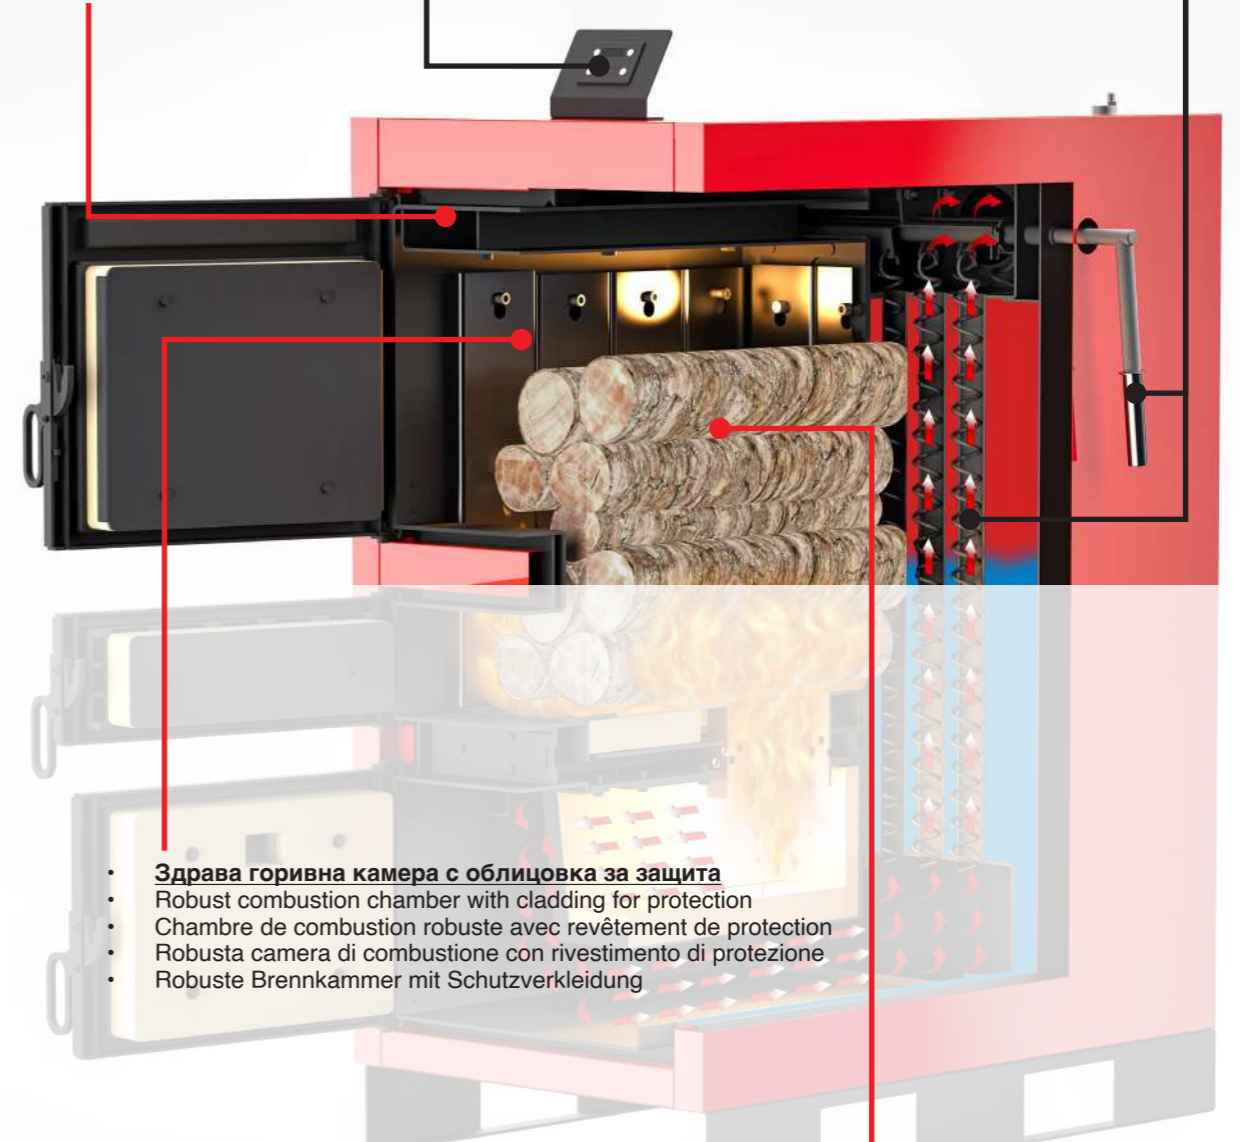 • Здрава горивна камера с облицовка за защита
• Robust combustion chamber with cladding for protection
• Chambre de combustion robuste avec revêtement de protection
• Robusta camera di combustione con rivestimento di protezione
• Robuste Brennkammer mit Schutzverkleidung